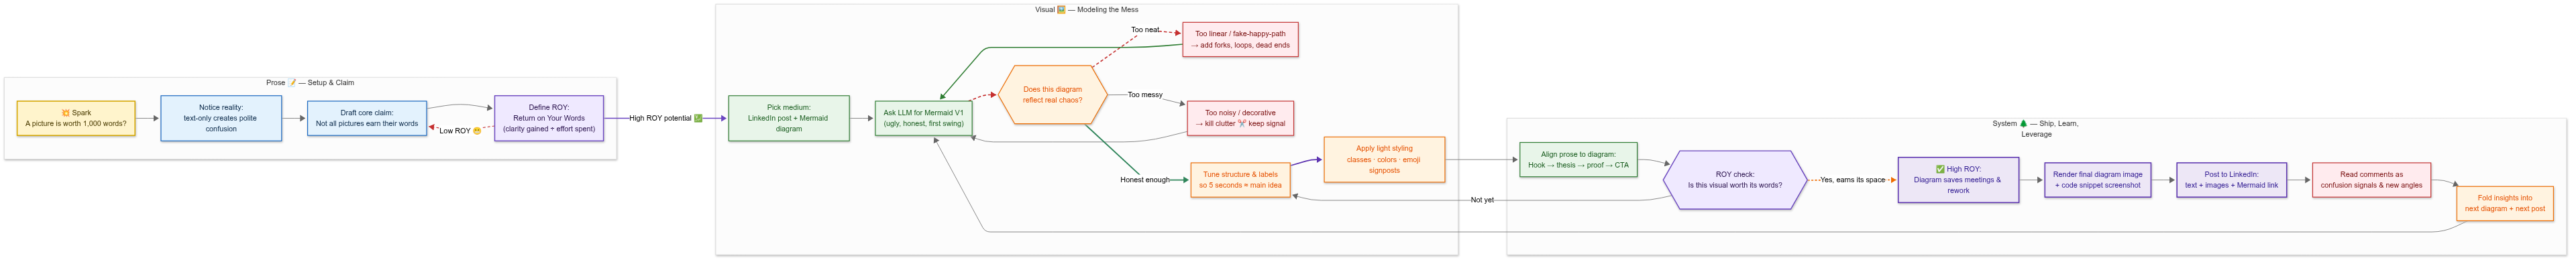 Prose 📝 — Setup & Claim
💥 Spark
A picture is worth 1,000 words?
Notice reality:
text-only creates polite
confusion
Draft core claim:
Not all pictures earn their words
Low ROY 😬
Define ROY:
Return on Your Words
(clarity gained ÷ effort spent)
High ROY potential 💹
Visual 🖼️ — Modeling the Mess
Pick medium:
LinkedIn post + Mermaid
diagram
Ask LLM for Mermaid V1
(ugly, honest, first swing)
Does this diagram
reflect real chaos?
Too neat
Too linear / fake-happy-path
→ add forks, loops, dead ends
Too messy
Too noisy / decorative
→ kill clutter ✂️ keep signal
Honest enough
Tune structure & labels
so 5 seconds = main idea
Apply light styling
classes · colors · emoji
signposts
Not yet
System 🌲 — Ship, Learn,
Leverage
Align prose to diagram:
Hook → thesis → proof → CTA
ROY check:
Is this visual worth its words?
Yes, earns its space
✅ High ROY:
Diagram saves meetings &
rework
Render final diagram image
+ code snippet screenshot
Post to LinkedIn:
text + images + Mermaid link
Read comments as
confusion signals & new angles
Fold insights into
next diagram + next post